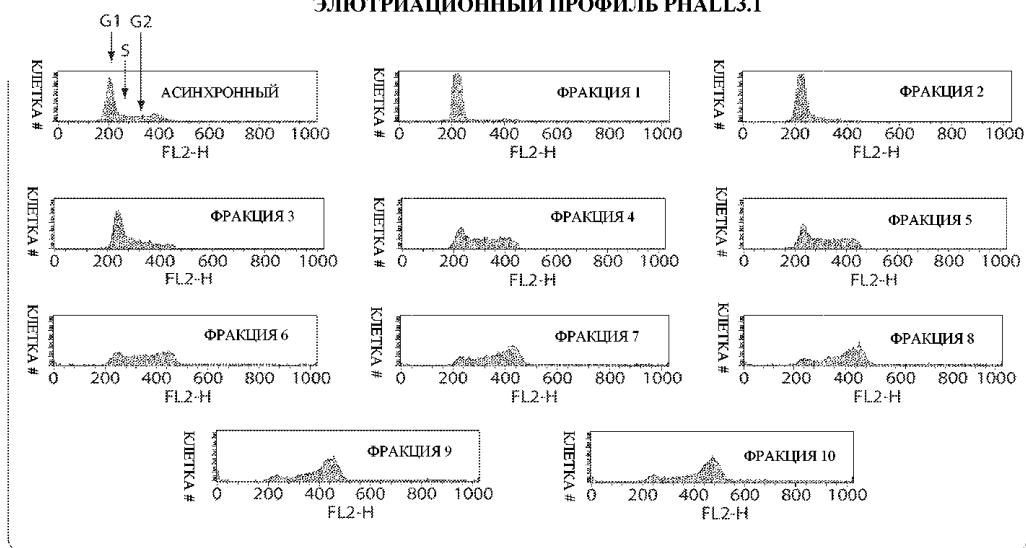 ЭЛЮТРИАЦИОННЫЙ ПРОФИЛЬ PHALL3.1
G1 G2
S
КЛЕТКА #
АСИНХРОННЫЙ
0 200 400 600 800 1000
FL2-H
КЛЕТКА #
ФРАКЦИЯ 1
0 200 400 600 800 1000
FL2-H
КЛЕТКА #
ФРАКЦИЯ 2
0 200 400 600 800 1000
FL2-H
КЛЕТКА #
ФРАКЦИЯ 3
0 200 400 600 800 1000
FL2-H
КЛЕТКА #
ФРАКЦИЯ 4
0 200 400 600 800 1000
FL2-H
КЛЕТКА #
ФРАКЦИЯ 5
0 200 400 600 800 1000
FL2-H
КЛЕТКА #
ФРАКЦИЯ 6
0 200 400 600 800 1000
FL2-H
КЛЕТКА #
ФРАКЦИЯ 7
0 200 400 600 800 1000
FL2-H
КЛЕТКА #
ФРАКЦИЯ 8
0 200 400 600 800 1000
FL2-H
КЛЕТКА #
ФРАКЦИЯ 9
0 200 400 600 800 1000
FL2-H
КЛЕТКА #
ФРАКЦИЯ 10
0 200 400 600 800 1000
FL2-H